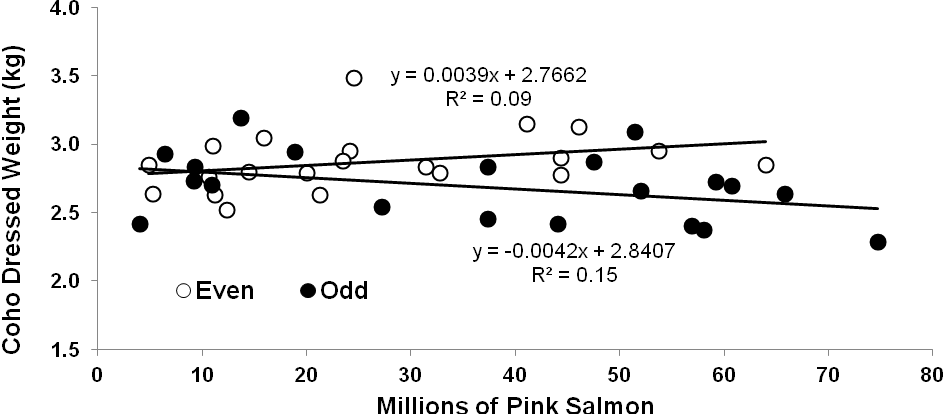 4.0
3.5
3.0
2.5
2.0
1.5
Coho Dressed Weight (kg)
y = 0.0039x + 2.7662
R² = 0.09
y = -0.0042x + 2.8407
R² = 0.15
Even
Odd
0 10 20 30 40 50 60 70 80
Millions of Pink Salmon